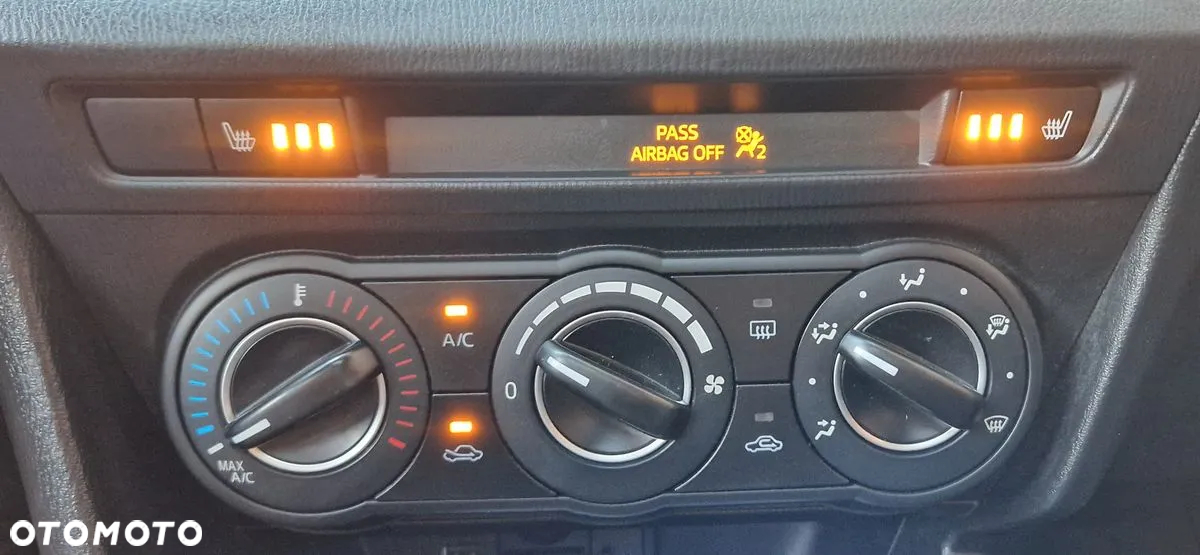 PASS
AIRBAG OFF 2
A/C
0
MAX
A/C
OTOMOTO